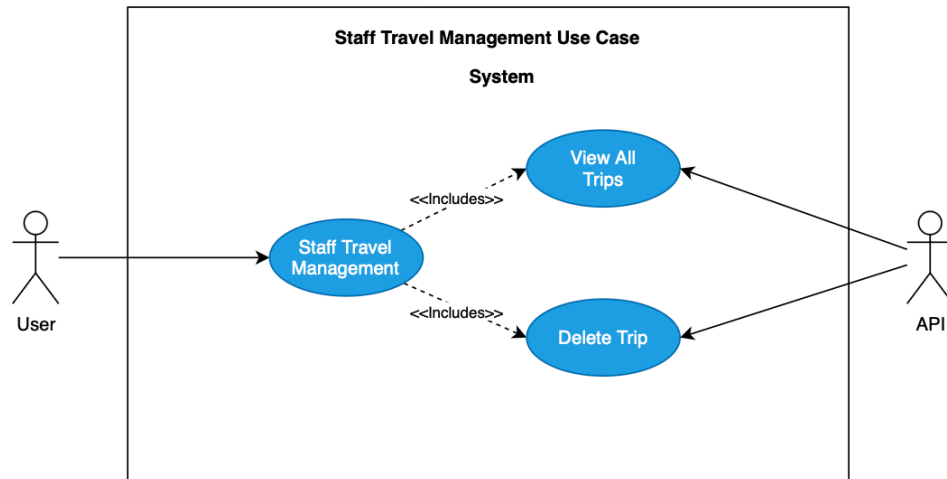 Staff Travel Management Use Case
System
View All
Trips
<<Includes>>
Staff Travel
Management
<<Includes>>
Delete Trip
User
API